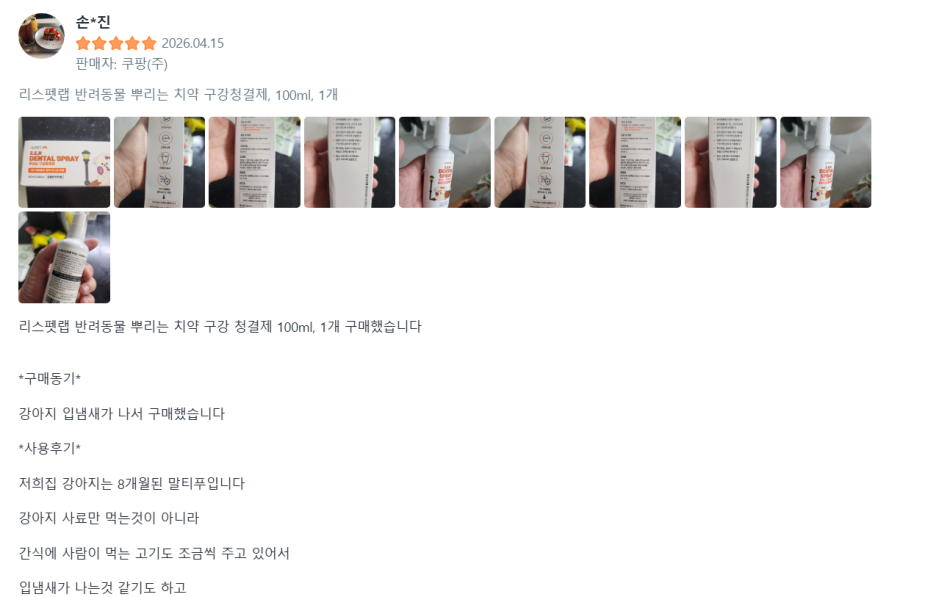 손*진
2026.04.15
판매자: 쿠팡(주)
리스펫랩 반려동물 뿌리는 치약 구강청결제, 100ml, 1개
DENTAL SPRAY
리스펫랩 반려동물 뿌리는 치약 구강 청결제 100ml, 1개 구매했습니다
*구매동기*
강아지 입냄새가 나서 구매했습니다
*사용후기*
저희집 강아지는 8개월된 말티푸입니다
강아지 사료만 먹는것이 아니라
간식에 사람이 먹는 고기도 조금씩 주고 있어서
입냄새가 나는것 같기도 하고